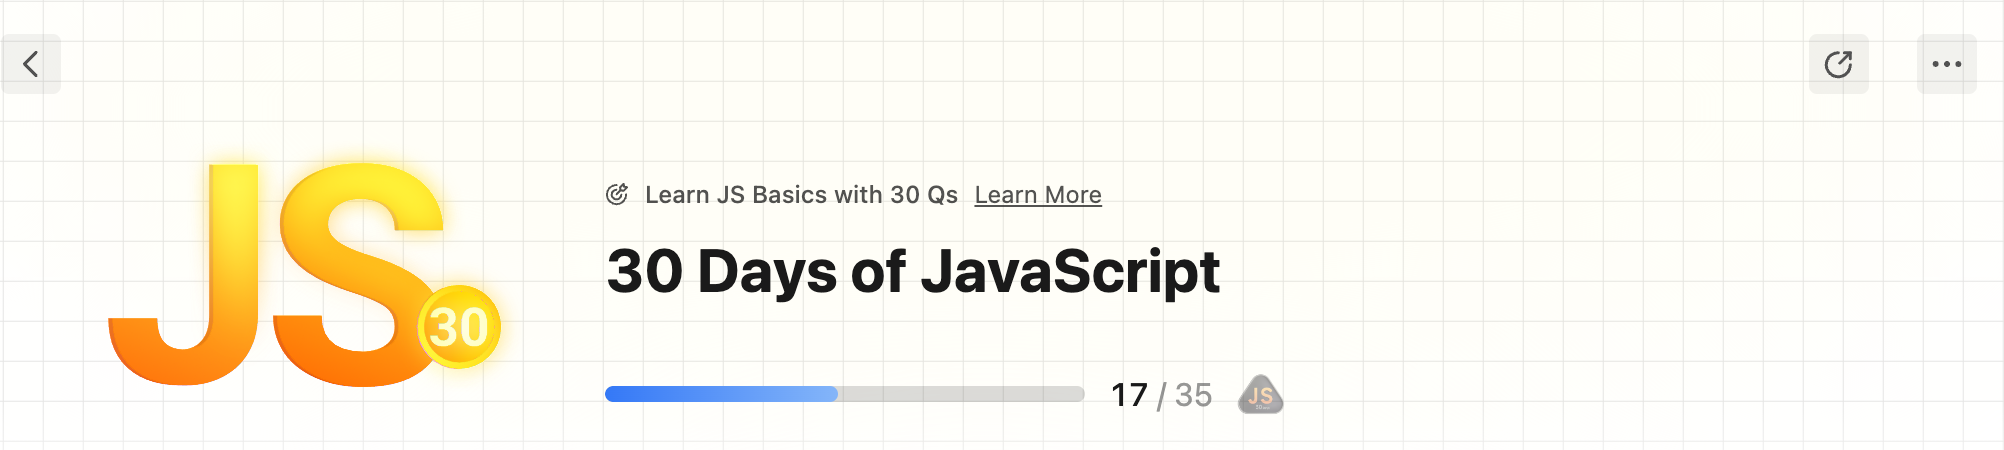 JS
30
Learn JS Basics with 30 Qs Learn More
30 Days of JavaScript
17 / 35
JS